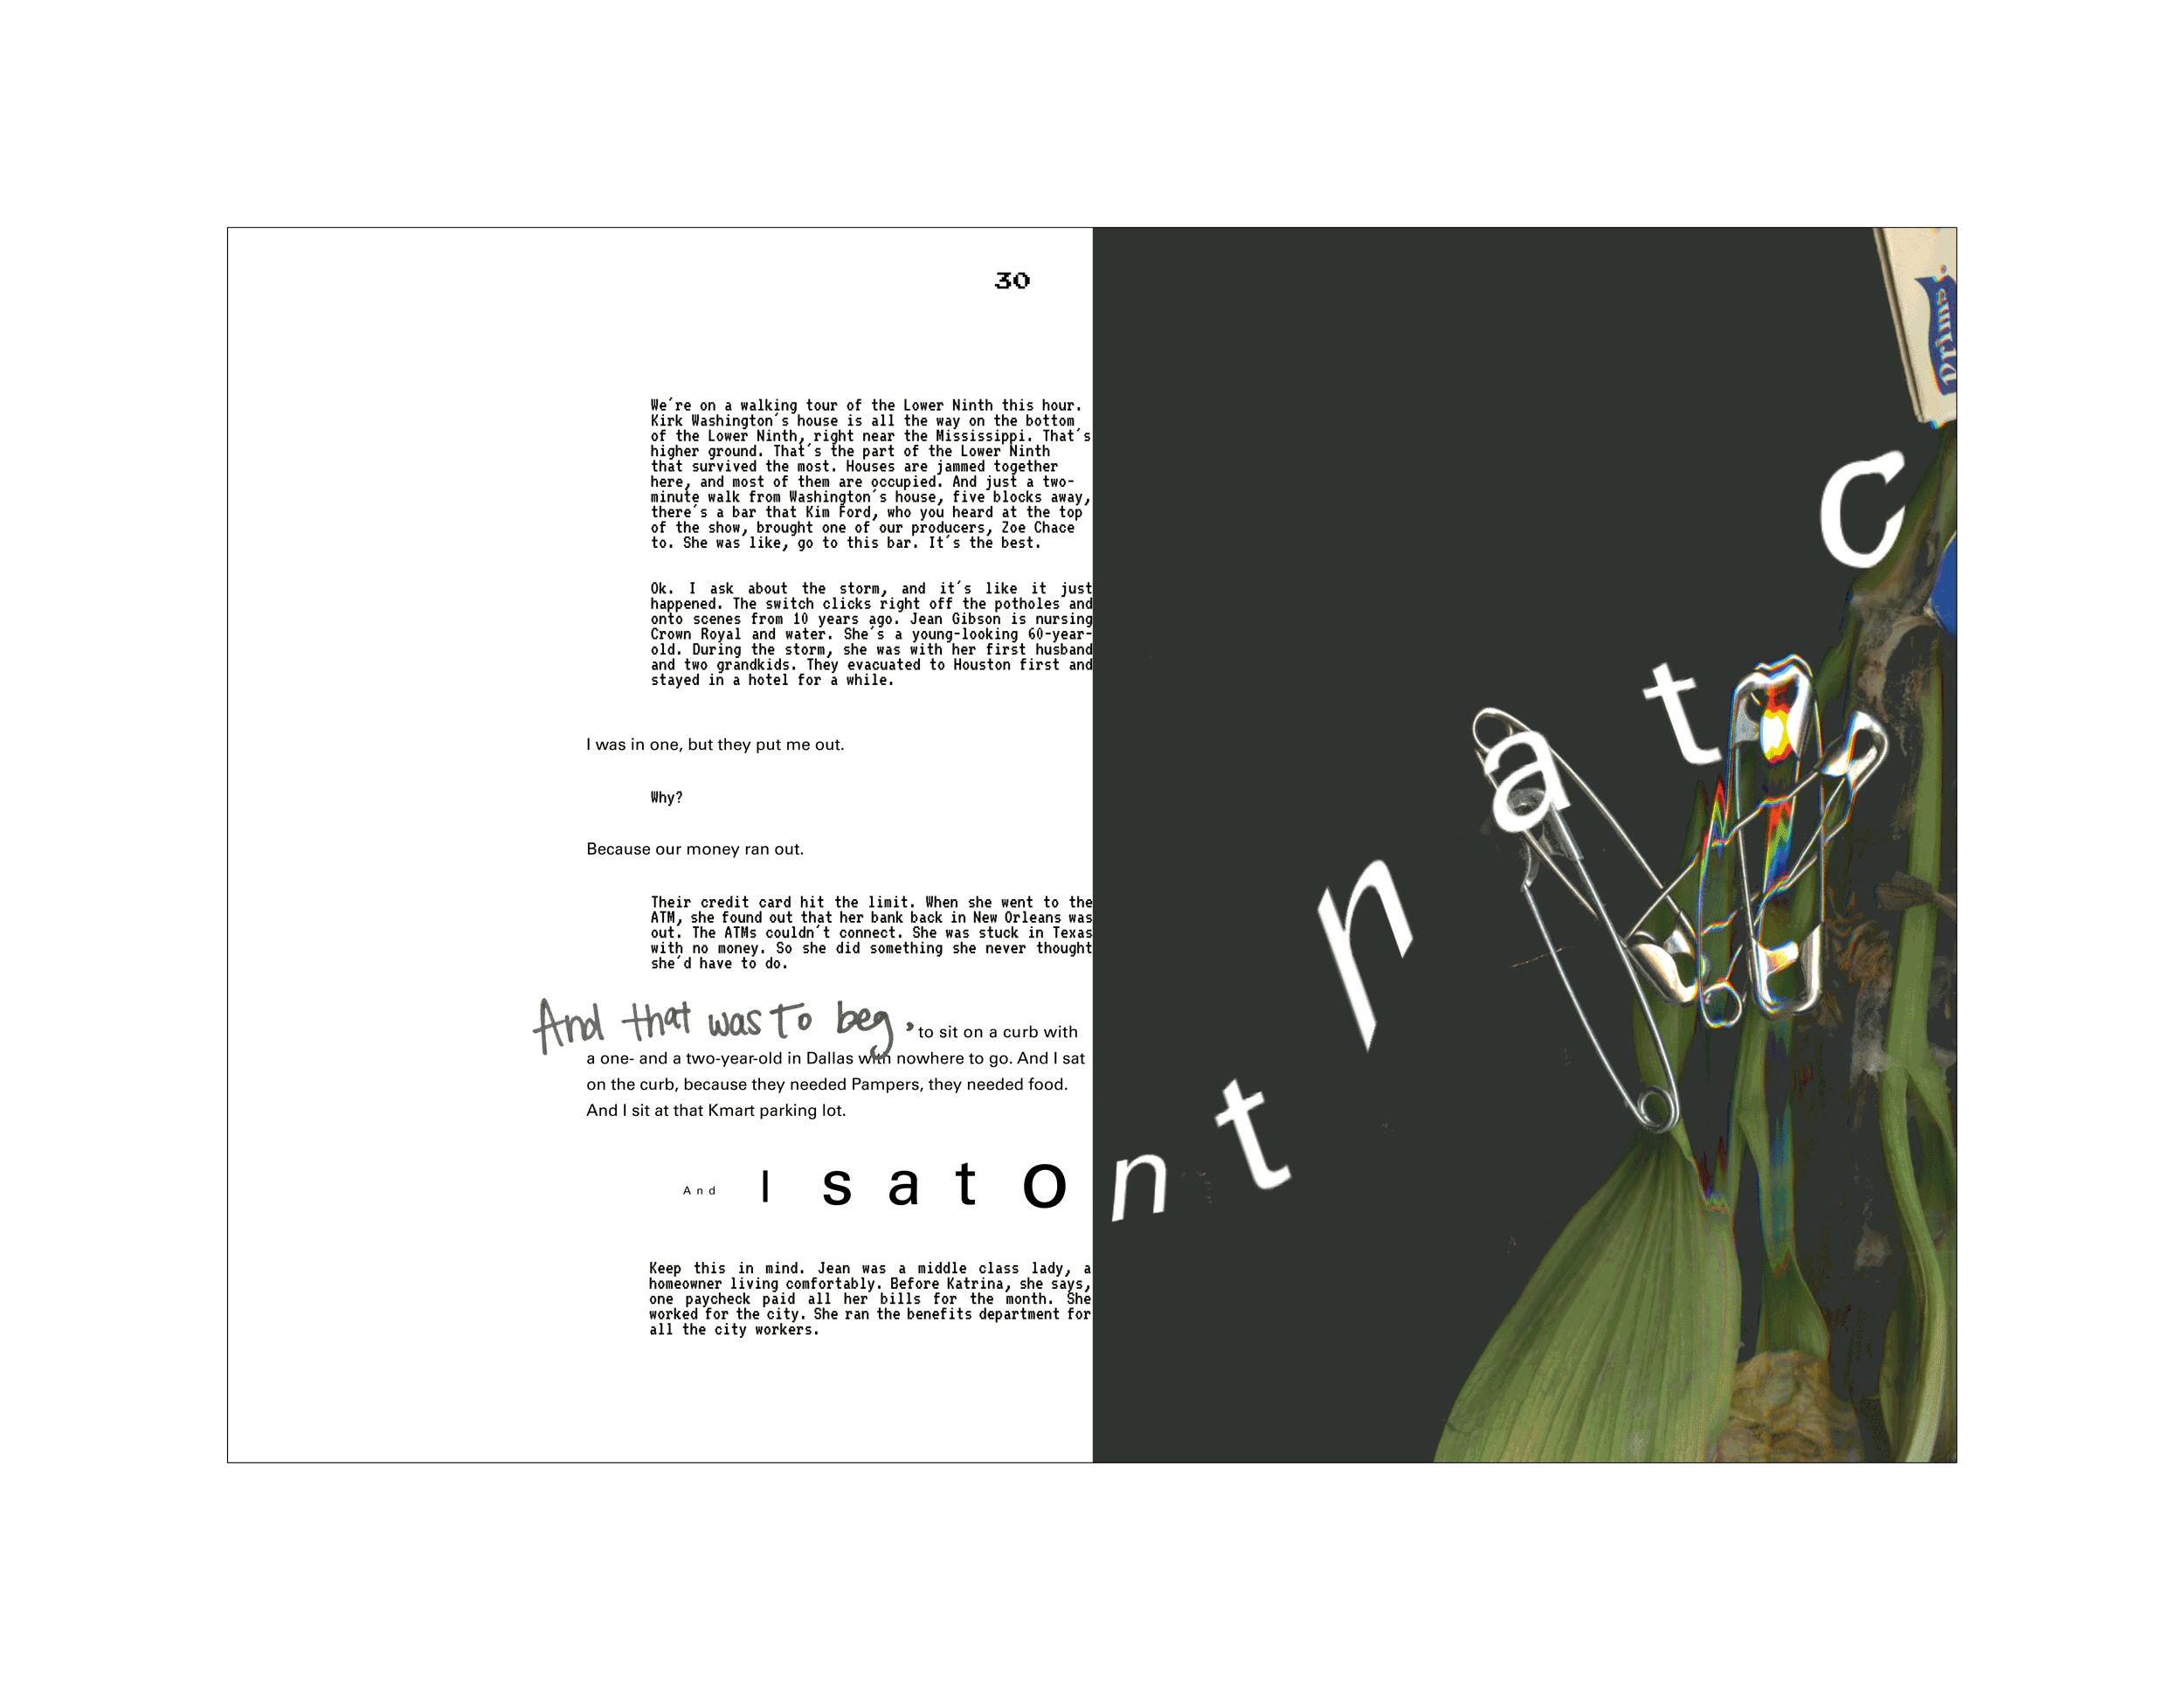 30
We´re on a walking tour of the Lower Ninth this hour.
Kirk Washington´s house is all the way on the bottom
of the Lower Ninth, right near the Mississippi. That´s
higher ground. That´s the part of the Lower Ninth
that survived the most. Houses are jammed together
here, and most of them are occupied. And just a two-
minute walk from Washington´s house, five blocks away,
there´s a bar that Kim Ford, who you heard at the top
of the show, brought one of our producers, Zoe Chace
to. She was like, go to this bar. It´s the best.
Ok. I ask about the storm, and it´s like it just
happened. The switch clicks right off the potholes and
onto scenes from 10 years ago. Jean Gibson is nursing
Crown Royal and water. She´s a young-looking 60-year-
old. During the storm, she was with her first husband
and two grandkids. They evacuated to Houston first and
stayed in a hotel for a while.
I was in one, but they put me out.
Why?
Because our money ran out.
Their credit card hit the limit. When she went to the
ATM, she found out that her bank back in New Orleans was
out. The ATMs couldn´t connect. She was stuck in Texas
with no money. So she did something she never thought
she´d have to do.
And that was to beg, to sit on a curb with
a one- and a two-year-old in Dallas with nowhere to go. And I sat
on the curb, because they needed Pampers, they needed food.
And I sit at that Kmart parking lot.
And I sat o n t n a t c
Keep this in mind. Jean was a middle class lady, a
homeowner living comfortably. Before Katrina, she says,
one paycheck paid all her bills for the month. She
worked for the city. She ran the benefits department for
all the city workers.